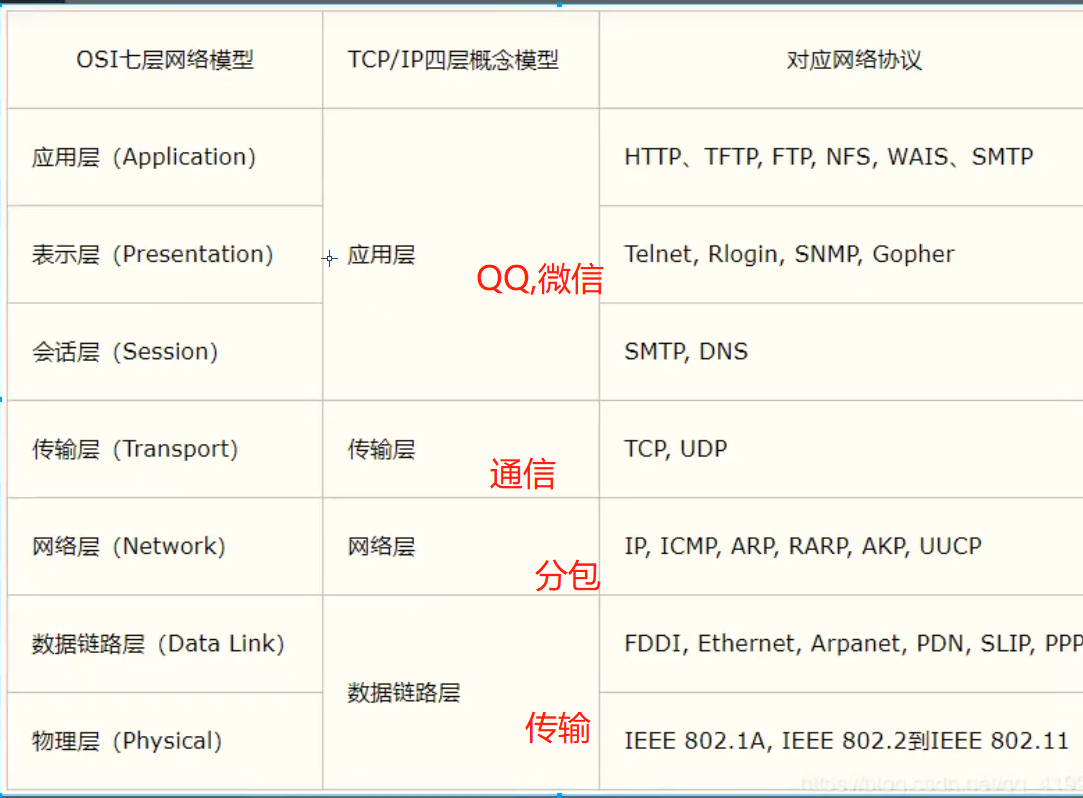 OSI七层网络模型 TCP/IP四层概念模型 对应网络协议
应用层（Application） HTTP、TFTP, FTP, NFS, WAIS、SMTP
表示层（Presentation） 应用层 Telnet, Rlogin, SNMP, Gopher
QQ,微信
会话层（Session） SMTP, DNS
传输层（Transport） 传输层 TCP, UDP
通信
网络层（Network） 网络层 IP, ICMP, ARP, RARP, AKP, UUCP
分包
数据链路层（Data Link） FDDI, Ethernet, Arpanet, PDN, SLIP, PPP
数据链路层
传输
物理层（Physical） IEEE 802.1A, IEEE 802.2到IEEE 802.11